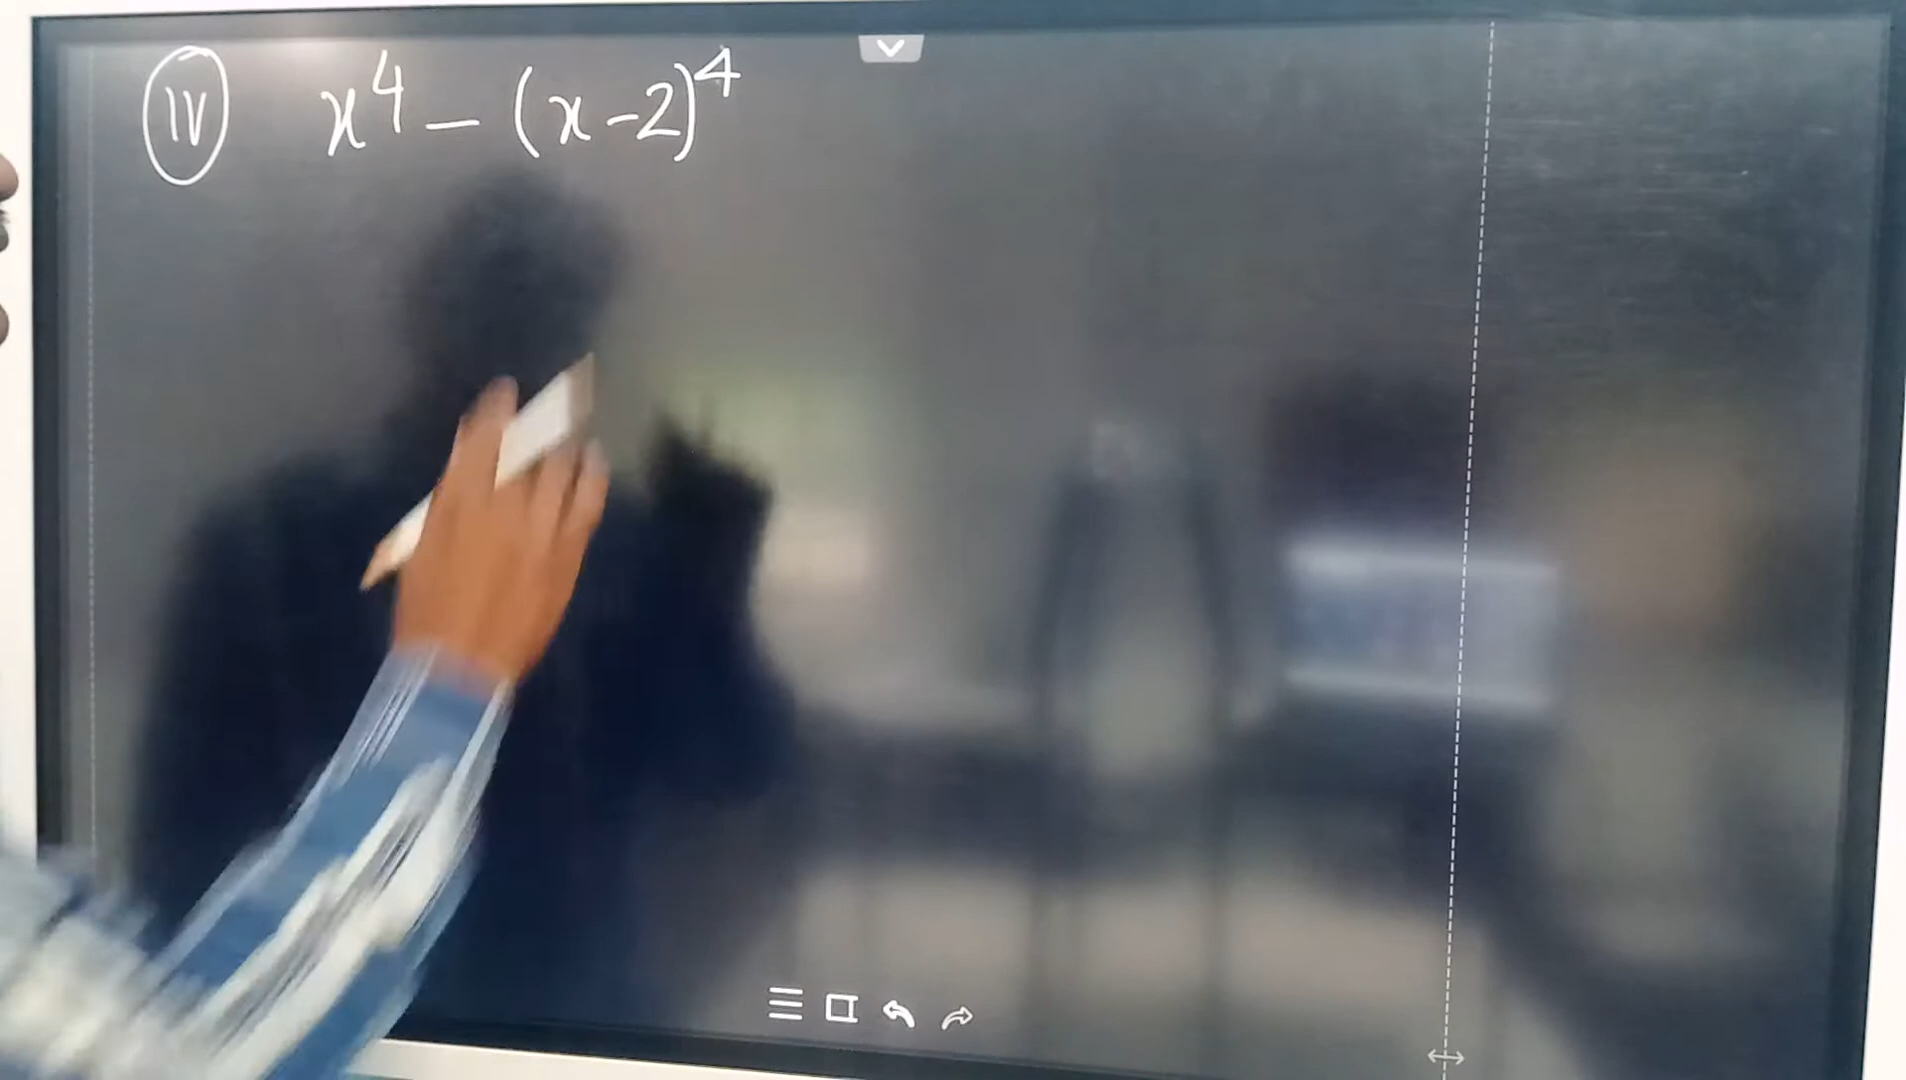 (iv) x⁴ - (x-2)⁴